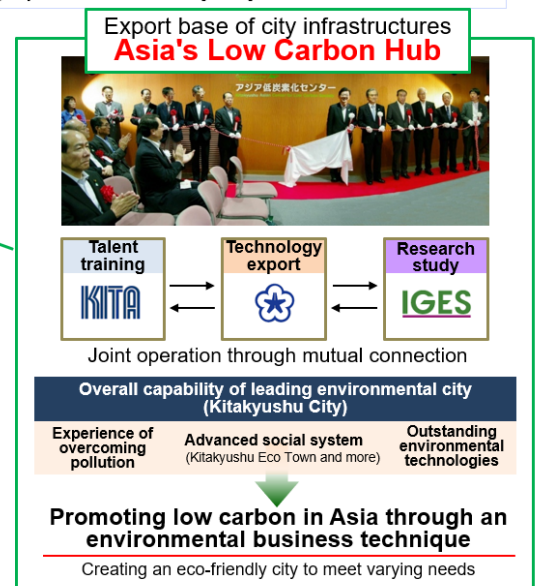 Export base of city infrastructures
Asia's Low Carbon Hub
アジア低炭素化センター
Talent
training
KITA
Technology
export
Research
study
IGES
Joint operation through mutual connection
Overall capability of leading environmental city
(Kitakyushu City)
Experience of
overcoming
pollution
Advanced social system
(Kitakyushu Eco Town and more)
Outstanding
environmental
technologies
Promoting low carbon in Asia through an
environmental business technique
Creating an eco-friendly city to meet varying needs